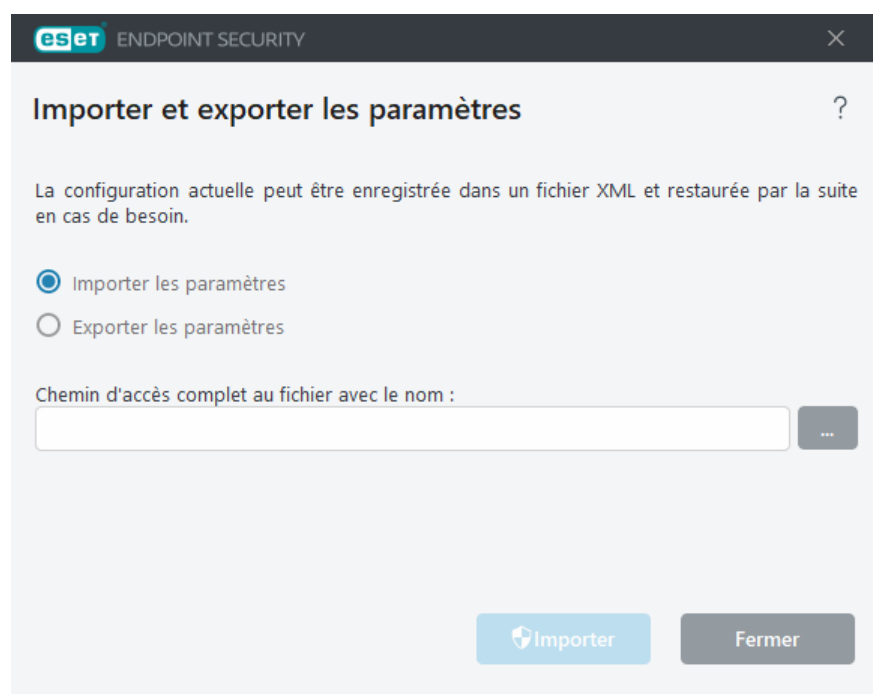 eset ENDPOINT SECURITY
Importer et exporter les paramètres
?
La configuration actuelle peut être enregistrée dans un fichier XML et restaurée par la suite
en cas de besoin.
Importer les paramètres
Exporter les paramètres
Chemin d'accès complet au fichier avec le nom :
...
Importer
Fermer